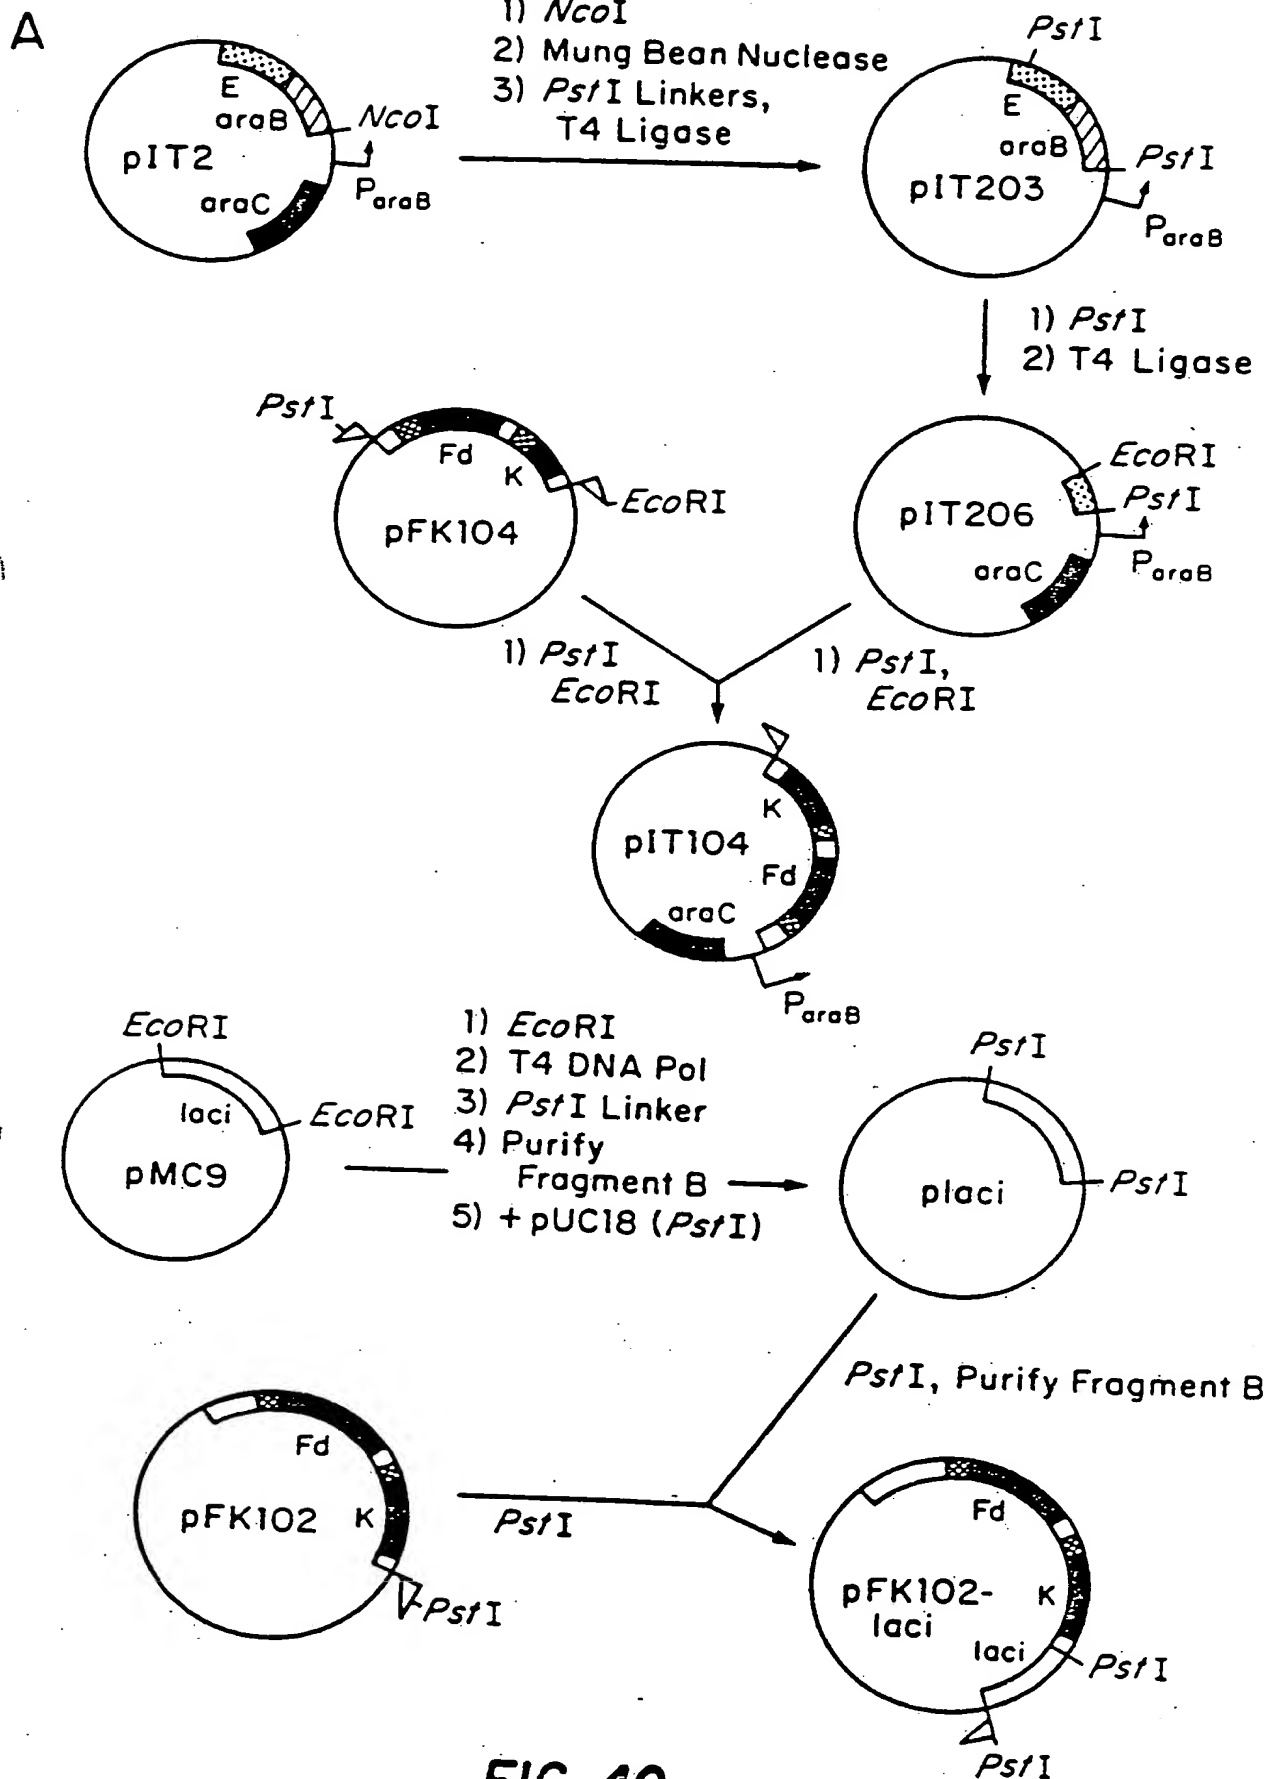 A
1) NcoI
2) Mung Bean Nuclease
3) PstI Linkers,
T4 Ligase
E
araB
NcoI
pIT2
ParaB
araC
PstI
E
araB
PstI
pIT203
ParaB
1) PstI
2) T4 Ligase
PstI
Fd
K
EcoRI
pFK104
EcoRI
PstI
pIT206
araC
ParaB
1) PstI
EcoRI
1) PstI,
EcoRI
K
pIT104
Fd
araC
ParaB
EcoRI
laci
EcoRI
pMC9
1) EcoRI
2) T4 DNA Pol
3) PstI Linker
4) Purify
Fragment B
5) + pUC18 (PstI)
PstI
PstI
placi
PstI, Purify Fragment B
Fd
pFK102
K
PstI
PstI
Fd
pFK102-
laci
K
laci
PstI
PstI